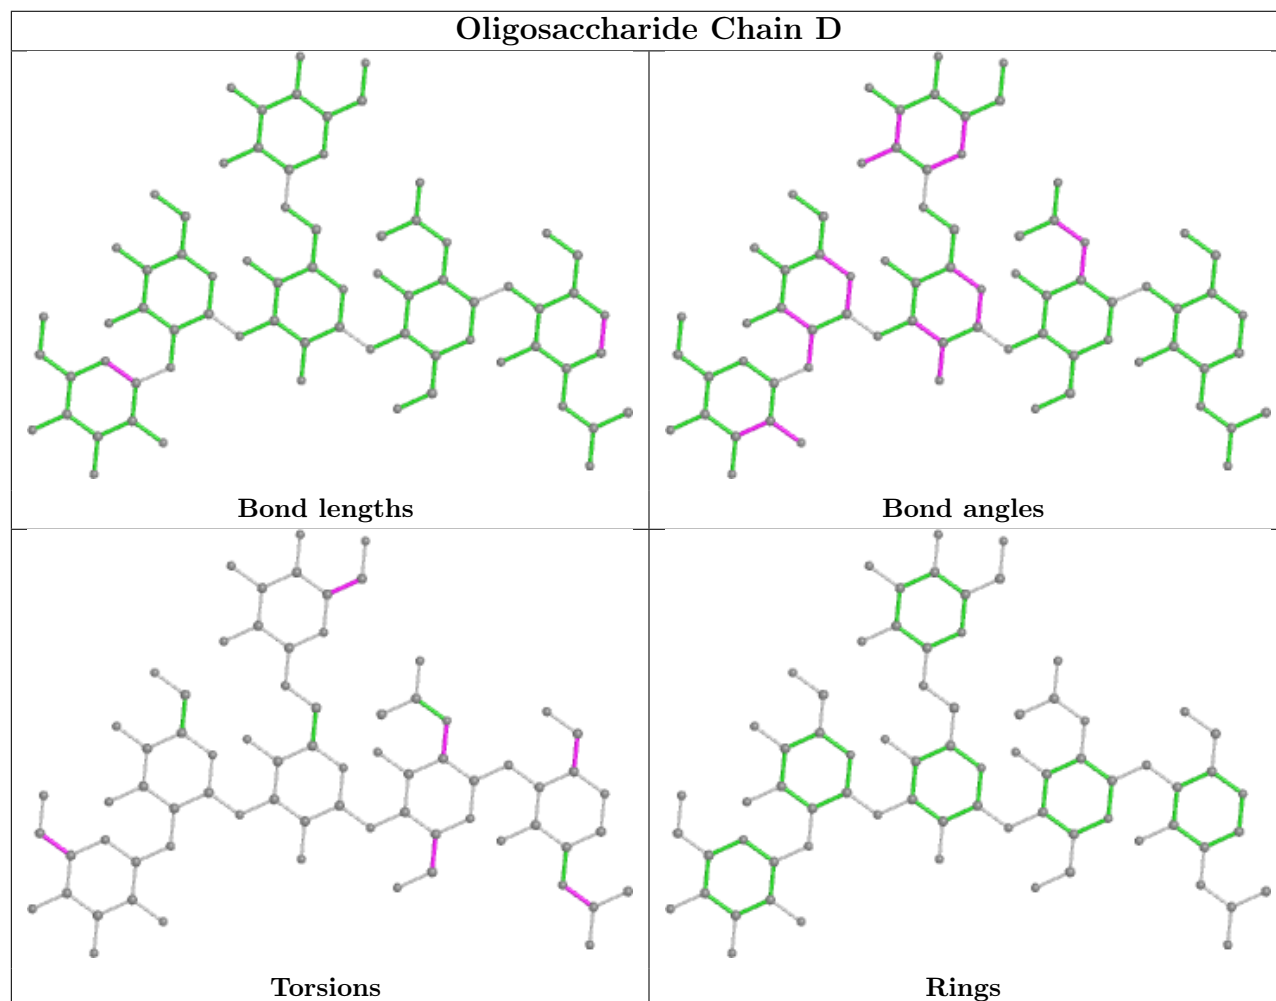 Oligosaccharide Chain D
Bond lengths
Bond angles
Torsions
Rings